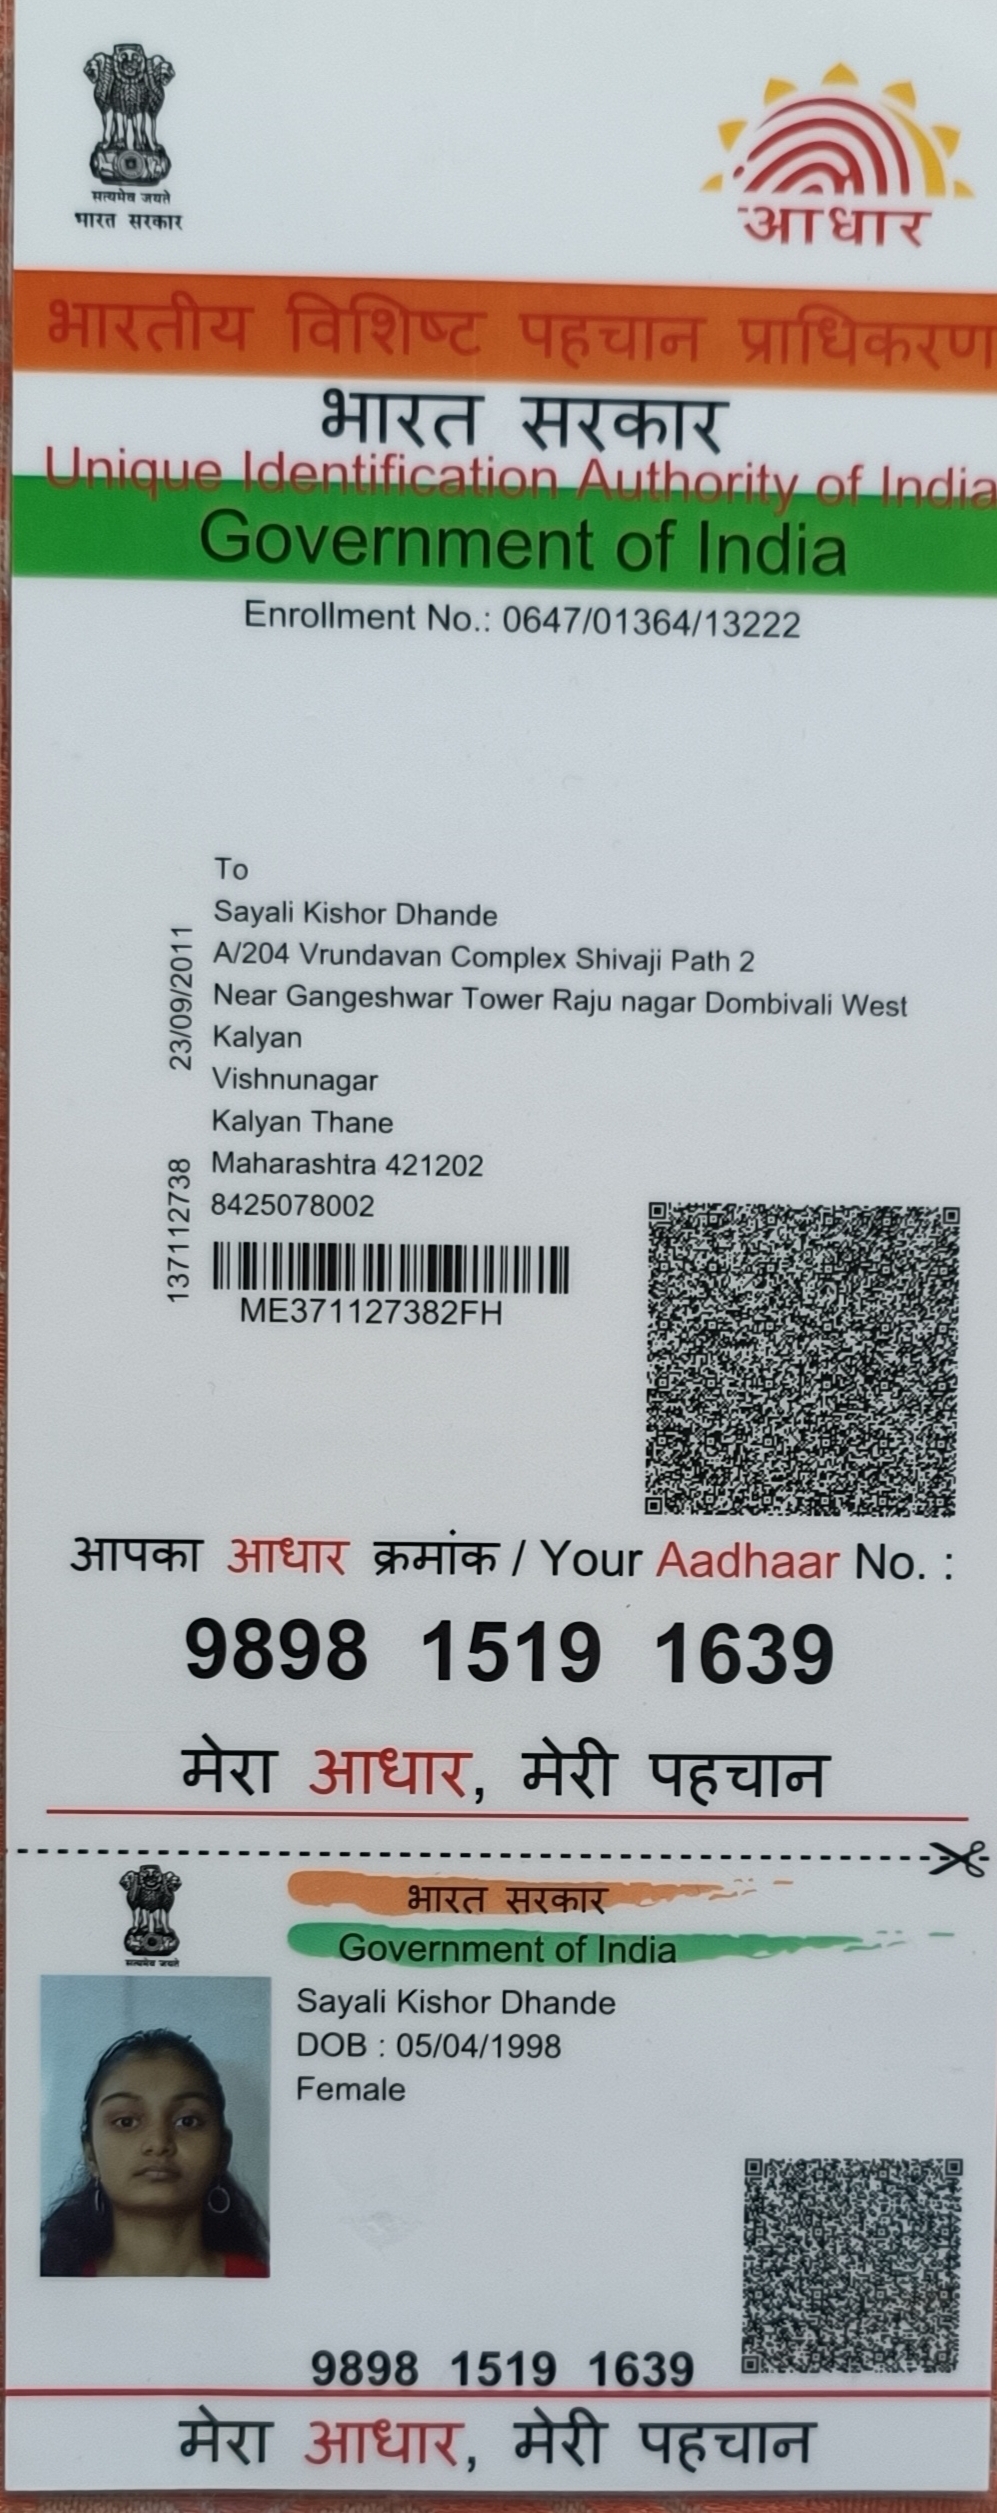 सत्यमेव जयते
भारत सरकार
आधार
भारतीय विशिष्ट पहचान प्राधिकरण
भारत सरकार
Unique Identification Authority of India
Government of India
Enrollment No.: 0647/01364/13222
To
Sayali Kishor Dhande
A/204 Vrundavan Complex Shivaji Path 2
Near Gangeshwar Tower Raju nagar Dombivali West
Kalyan
Vishnunagar
Kalyan Thane
Maharashtra 421202
8425078002
23/09/2011
137112738
ME371127382FH
आपका आधार क्रमांक / Your Aadhaar No. :
9898 1519 1639
मेरा आधार, मेरी पहचान
सत्यमेव जयते
भारत सरकार
Government of India
Sayali Kishor Dhande
DOB : 05/04/1998
Female
9898 1519 1639
मेरा आधार, मेरी पहचान